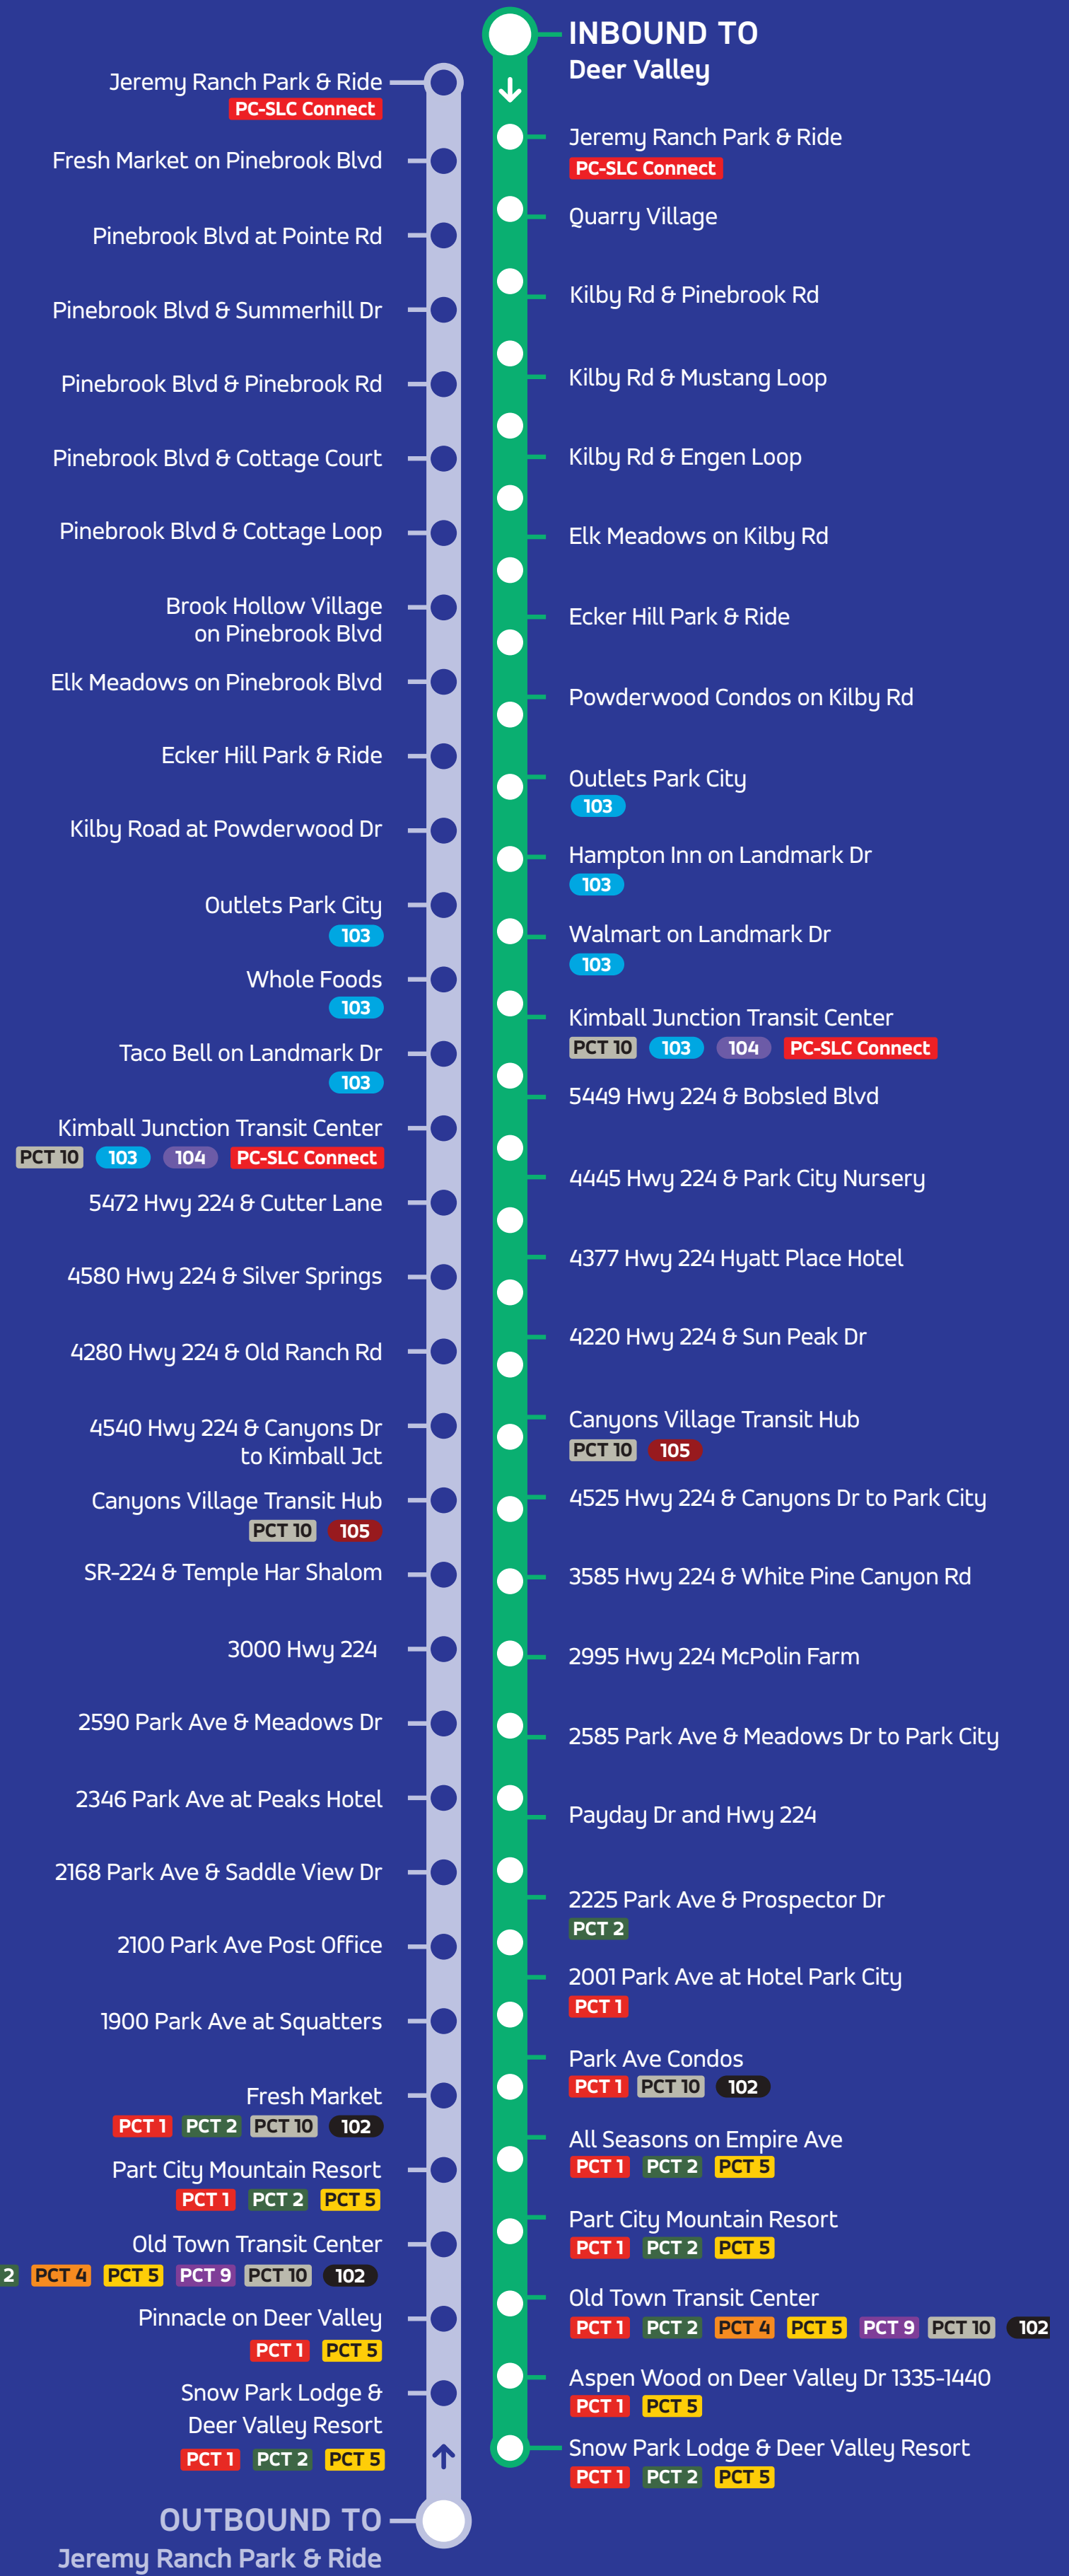 INBOUND TO
Deer Valley
Jeremy Ranch Park & Ride
PC-SLC Connect
Quarry Village
Kilby Rd & Pinebrook Rd
Kilby Rd & Mustang Loop
Kilby Rd & Engen Loop
Elk Meadows on Kilby Rd
Ecker Hill Park & Ride
Powderwood Condos on Kilby Rd
Outlets Park City
103
Hampton Inn on Landmark Dr
103
Walmart on Landmark Dr
103
Kimball Junction Transit Center
PCT 10 103 104 PC-SLC Connect
5449 Hwy 224 & Bobsled Blvd
4445 Hwy 224 & Park City Nursery
4377 Hwy 224 Hyatt Place Hotel
4220 Hwy 224 & Sun Peak Dr
Canyons Village Transit Hub
PCT 10 105
4525 Hwy 224 & Canyons Dr to Park City
3585 Hwy 224 & White Pine Canyon Rd
2995 Hwy 224 McPolin Farm
2585 Park Ave & Meadows Dr to Park City
Payday Dr and Hwy 224
2225 Park Ave & Prospector Dr
PCT 2
2001 Park Ave at Hotel Park City
PCT 1
Park Ave Condos
PCT 1 PCT 10 102
All Seasons on Empire Ave
PCT 1 PCT 2 PCT 5
Part City Mountain Resort
PCT 1 PCT 2 PCT 5
Old Town Transit Center
PCT 1 PCT 2 PCT 4 PCT 5 PCT 9 PCT 10 102
Aspen Wood on Deer Valley Dr 1335-1440
PCT 1 PCT 5
Snow Park Lodge & Deer Valley Resort
PCT 1 PCT 2 PCT 5
Jeremy Ranch Park & Ride
PC-SLC Connect
Fresh Market on Pinebrook Blvd
Pinebrook Blvd at Pointe Rd
Pinebrook Blvd & Summerhill Dr
Pinebrook Blvd & Pinebrook Rd
Pinebrook Blvd & Cottage Court
Pinebrook Blvd & Cottage Loop
Brook Hollow Village
on Pinebrook Blvd
Elk Meadows on Pinebrook Blvd
Ecker Hill Park & Ride
Kilby Road at Powderwood Dr
Outlets Park City
103
Whole Foods
103
Taco Bell on Landmark Dr
103
Kimball Junction Transit Center
PCT 10 103 104 PC-SLC Connect
5472 Hwy 224 & Cutter Lane
4580 Hwy 224 & Silver Springs
4280 Hwy 224 & Old Ranch Rd
4540 Hwy 224 & Canyons Dr
to Kimball Jct
Canyons Village Transit Hub
PCT 10 105
SR-224 & Temple Har Shalom
3000 Hwy 224
2590 Park Ave & Meadows Dr
2346 Park Ave at Peaks Hotel
2168 Park Ave & Saddle View Dr
2100 Park Ave Post Office
1900 Park Ave at Squatters
Fresh Market
PCT 1 PCT 2 PCT 10 102
Part City Mountain Resort
PCT 1 PCT 2 PCT 5
Old Town Transit Center
2 PCT 4 PCT 5 PCT 9 PCT 10 102
Pinnacle on Deer Valley
PCT 1 PCT 5
Snow Park Lodge &
Deer Valley Resort
PCT 1 PCT 2 PCT 5
OUTBOUND TO
Jeremy Ranch Park & Ride